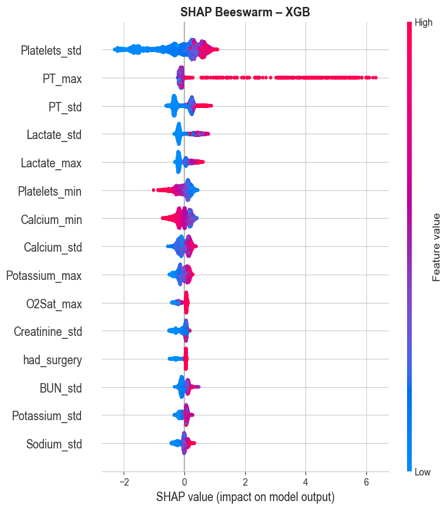 SHAP Beeswarm – XGB
High
Platelets_std
PT_max
PT_std
Lactate_std
Lactate_max
Platelets_min
Calcium_min
Calcium_std
Potassium_max
O2Sat_max
Creatinine_std
had_surgery
BUN_std
Potassium_std
Sodium_std
Feature value
Low
−2 0 2 4 6
SHAP value (impact on model output)